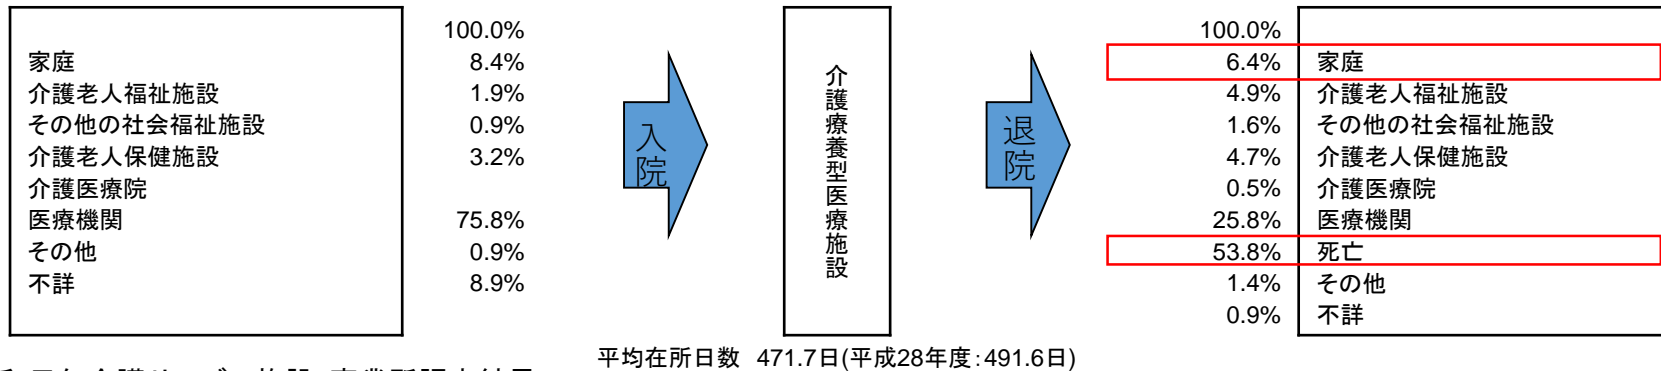 100.0%
家庭 8.4%
介護老人福祉施設 1.9%
その他の社会福祉施設 0.9%
介護老人保健施設 3.2%
介護医療院
医療機関 75.8%
その他 0.9%
不詳 8.9%
入院
介護療養型医療施設
退院
100.0%
6.4% 家庭
4.9% 介護老人福祉施設
1.6% その他の社会福祉施設
4.7% 介護老人保健施設
0.5% 介護医療院
25.8% 医療機関
53.8% 死亡
1.4% その他
0.9% 不詳
平均在所日数 471.7日(平成28年度：491.6日)